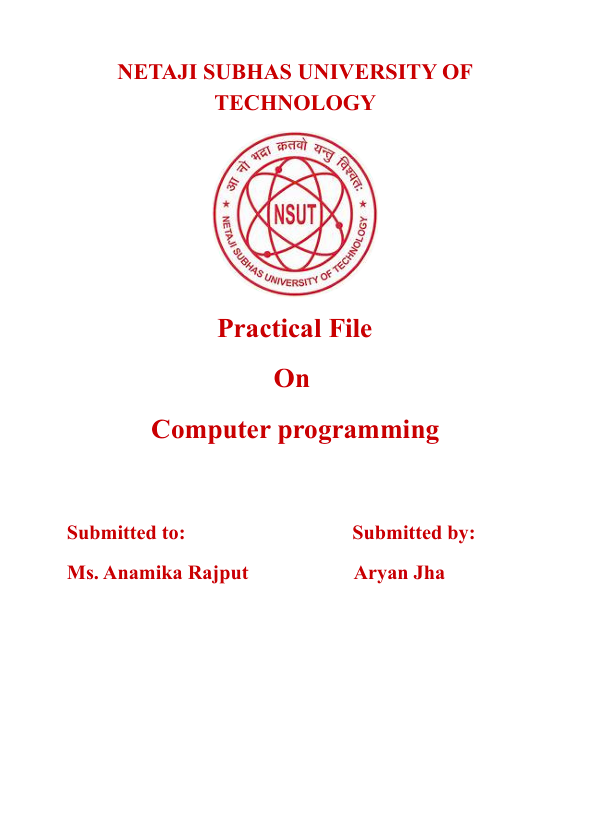 NETAJI SUBHAS UNIVERSITY OF
TECHNOLOGY
आ नो भद्रा क्रतवो यन्तु विश्वतः
NSUT
NETAJI SUBHAS UNIVERSITY OF TECHNOLOGY
Practical File
On
Computer programming
Submitted to: Submitted by:
Ms. Anamika Rajput Aryan Jha